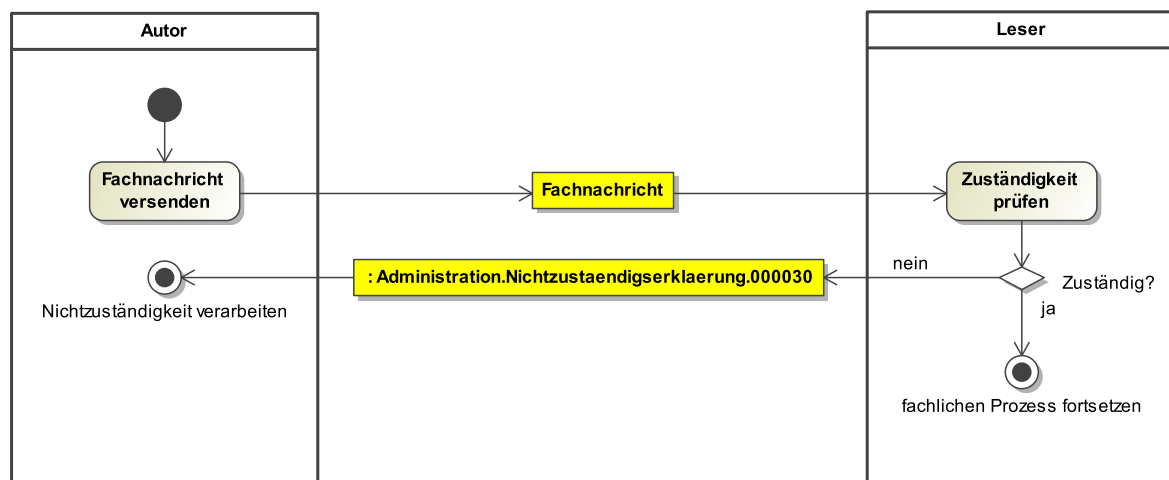 Autor
Leser
Fachnachricht
versenden
Fachnachricht
Zuständigkeit
prüfen
: Administration.Nichtzustaendigserklaerung.000030
nein
Zuständig?
Nichtzuständigkeit verarbeiten
ja
fachlichen Prozess fortsetzen